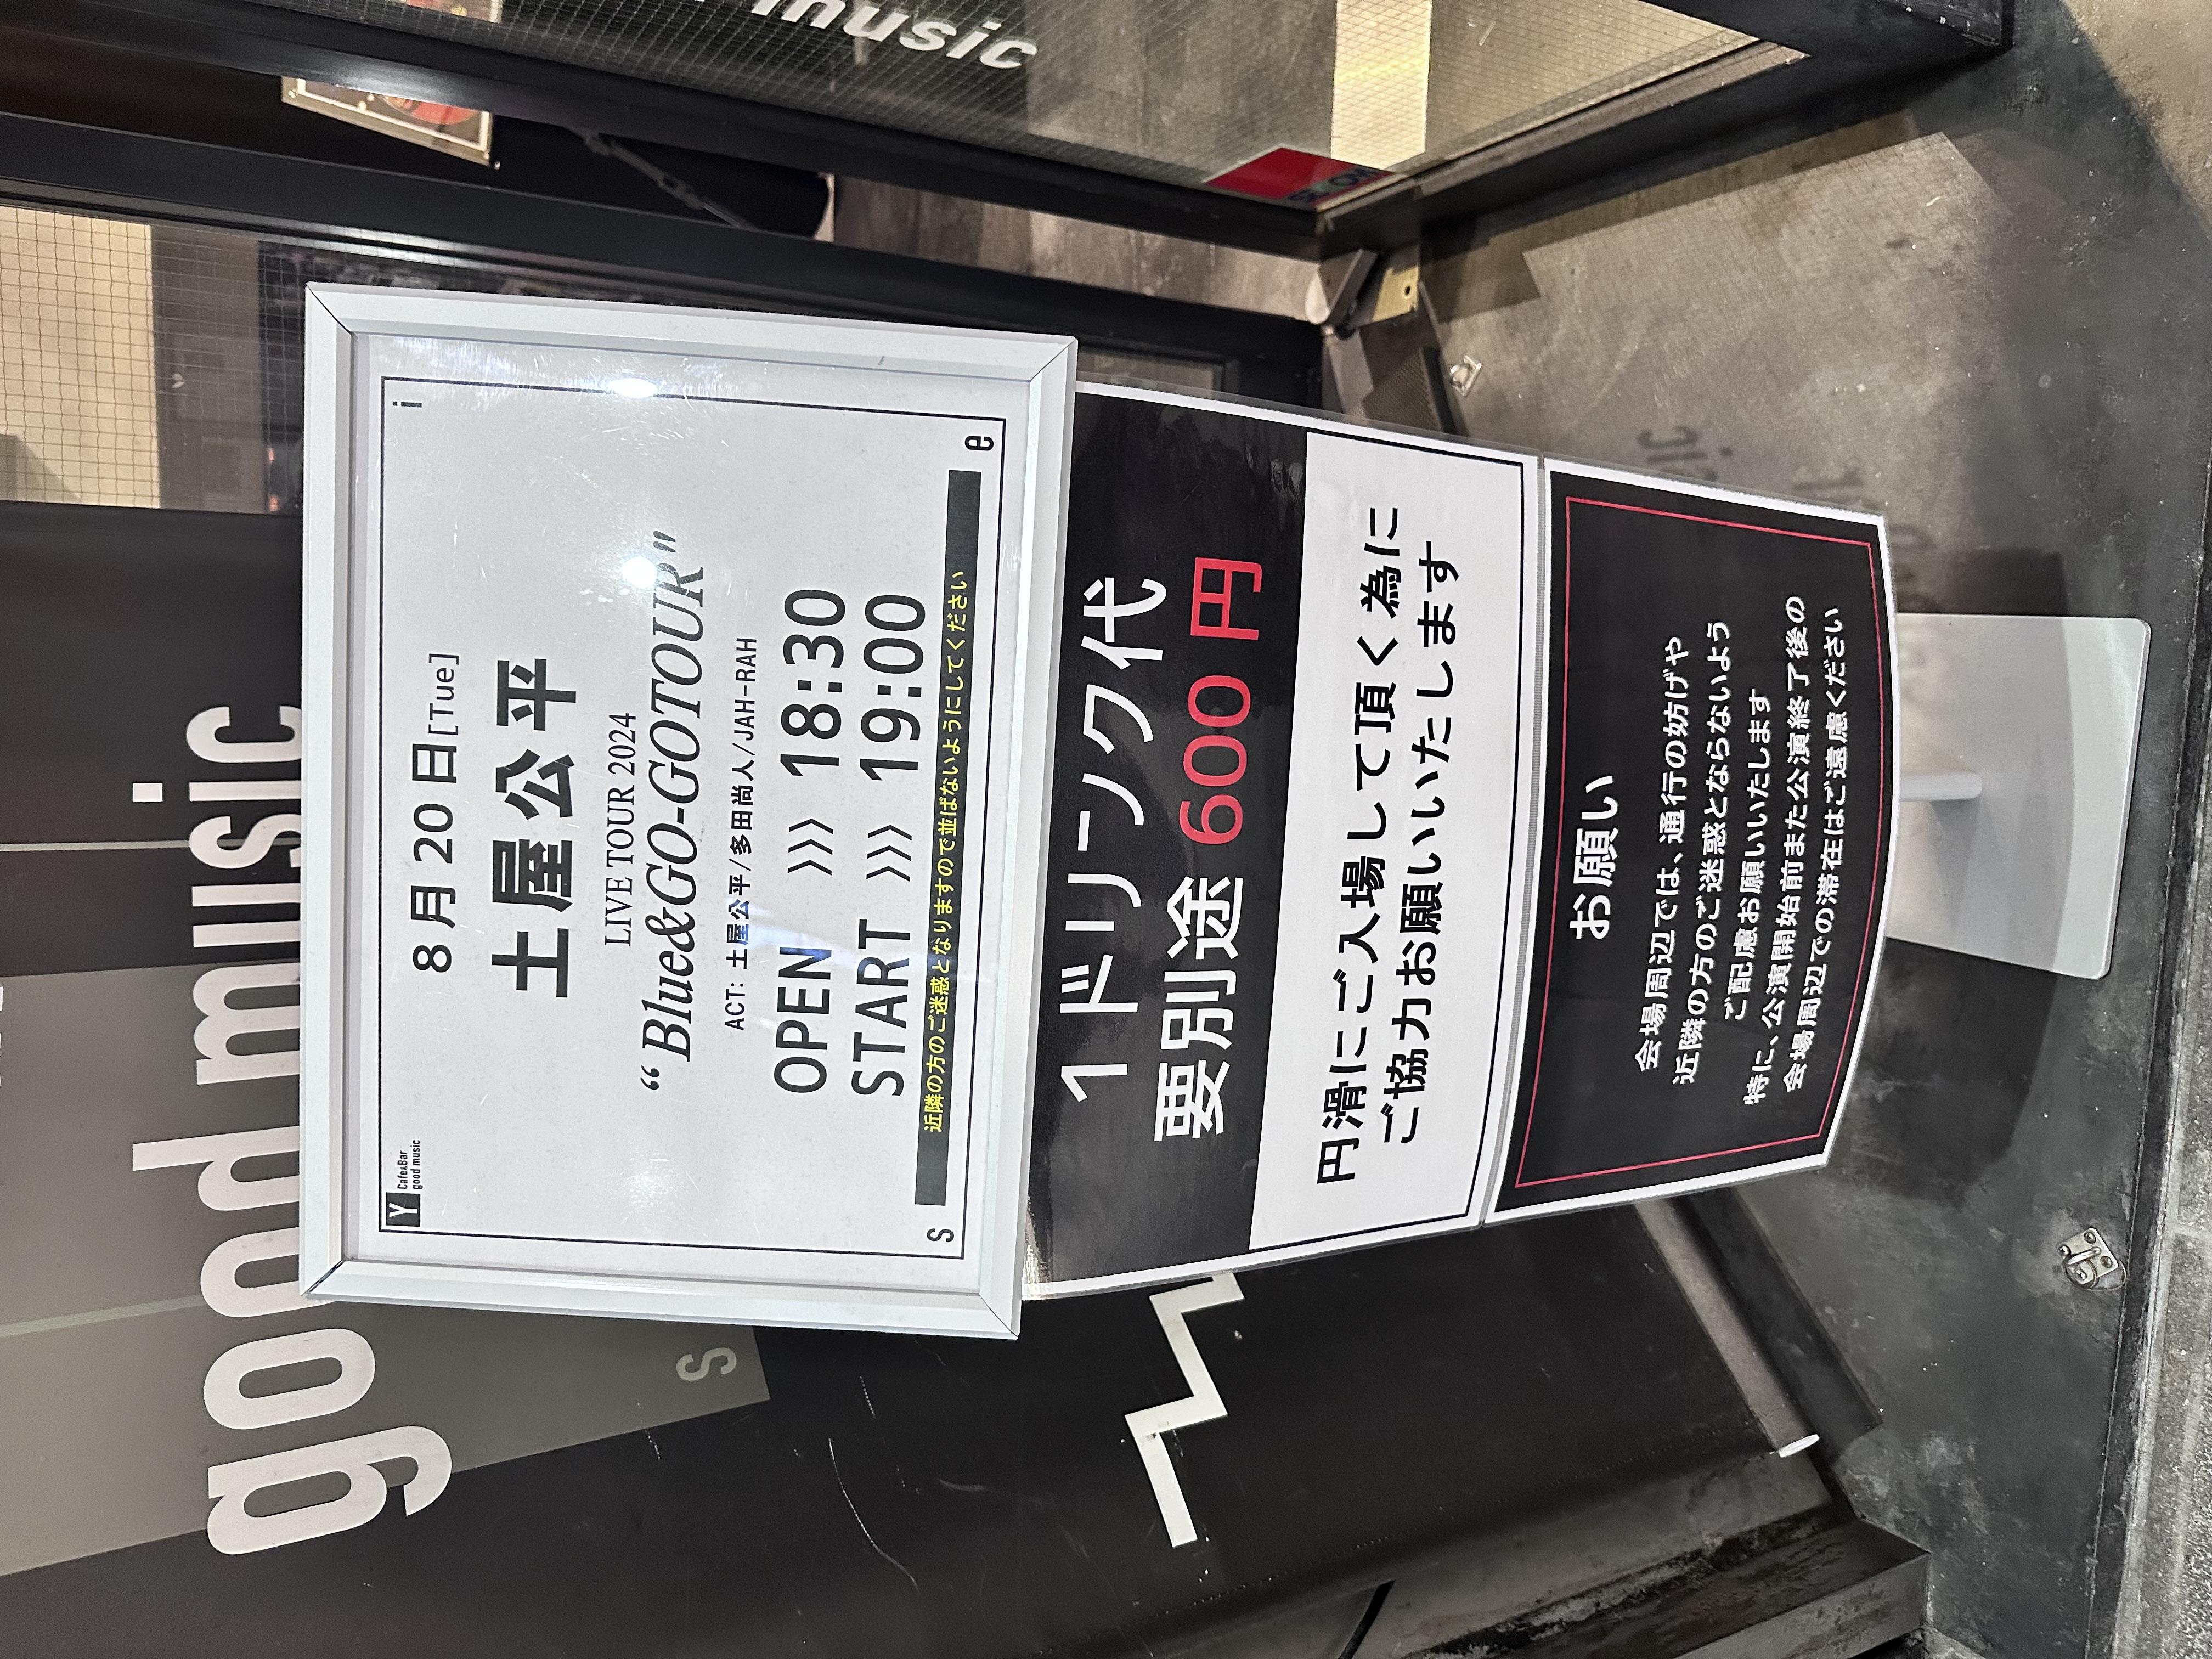 good music
music
S
Y Cafe&Bar
good music
i
8月20日[Tue]
土屋公平
LIVE TOUR 2024
“Blue&GO-GOTOUR”
ACT: 土屋公平/多田尚人/JAH-RAH
OPEN >>> 18:30
START >>> 19:00
近隣の方のご迷惑となりますので並ばないようにしてください
S
e
1ドリンク代
要別途 600円
円滑にご入場して頂く為に
ご協力お願いいたします
お願い
会場周辺では、通行の妨げや
近隣の方のご迷惑とならないよう
ご配慮お願いいたします
特に、公演開始前また公演終了後の
会場周辺での滞在はご遠慮ください